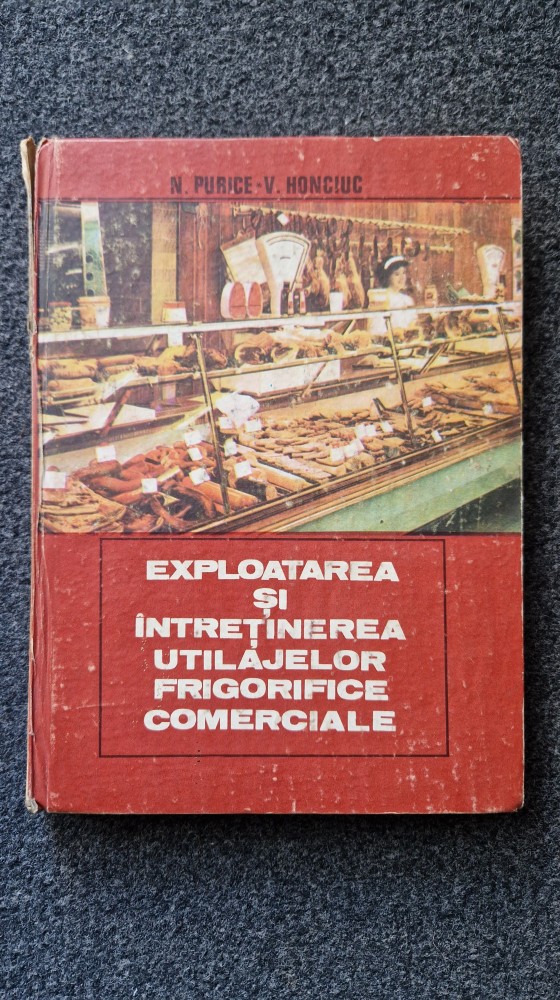 N. PURICE-V. HONCIUC
EXPLOATAREA
ȘI
ÎNTREȚINEREA
UTILAJELOR
FRIGORIFICE
COMERCIALE